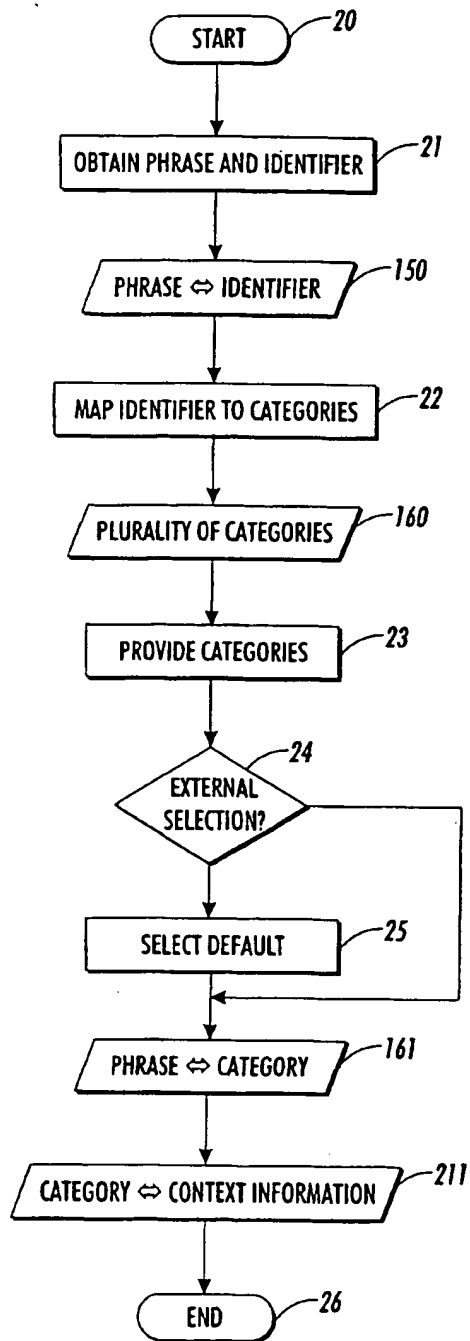 START
20
OBTAIN PHRASE AND IDENTIFIER
21
PHRASE ⇔ IDENTIFIER
150
MAP IDENTIFIER TO CATEGORIES
22
PLURALITY OF CATEGORIES
160
PROVIDE CATEGORIES
23
EXTERNAL
SELECTION?
24
SELECT DEFAULT
25
PHRASE ⇔ CATEGORY
161
CATEGORY ⇔ CONTEXT INFORMATION
211
END
26